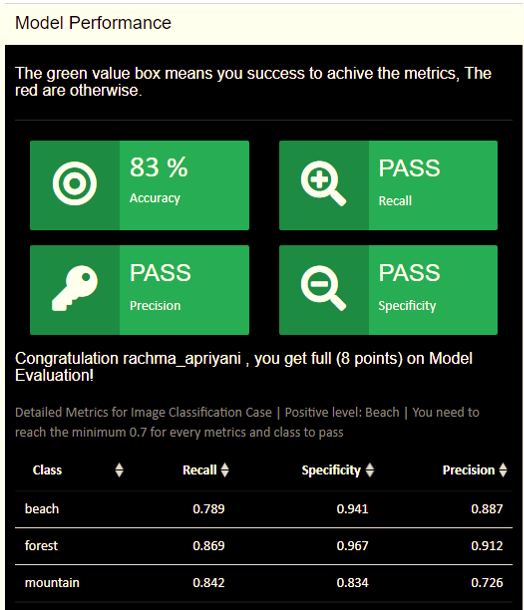 Model Performance
The green value box means you success to achive the metrics, The
red are otherwise.
83 %
Accuracy
PASS
Recall
PASS
Precision
PASS
Specificity
Congratulation rachma_apriyani , you get full (8 points) on Model
Evaluation!
Detailed Metrics for Image Classification Case | Positive level: Beach | You need to
reach the minimum 0.7 for every metrics and class to pass
Class Recall Specificity Precision
beach 0.789 0.941 0.887
forest 0.869 0.967 0.912
mountain 0.842 0.834 0.726